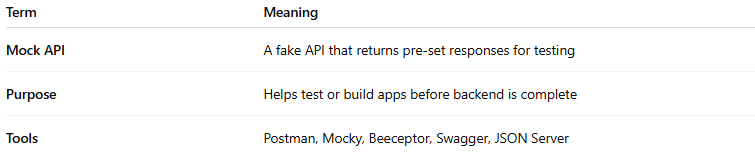 Term Meaning
Mock API A fake API that returns pre-set responses for testing
Purpose Helps test or build apps before backend is complete
Tools Postman, Mocky, Beeceptor, Swagger, JSON Server